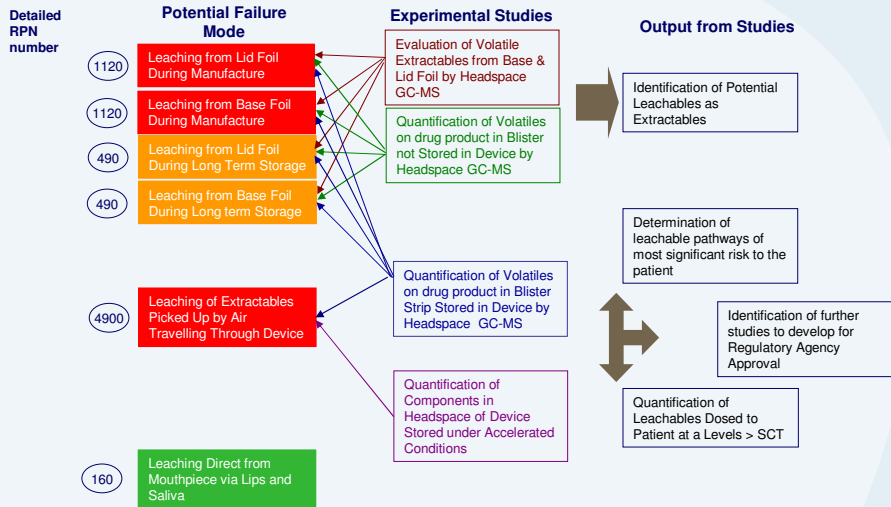 Detailed
RPN
number
Potential Failure
Mode
Experimental Studies
Output from Studies
1120
Leaching from Lid Foil
During Manufacture
1120
Leaching from Base Foil
During Manufacture
490
Leaching from Lid Foil
During Long Term Storage
490
Leaching from Base Foil
During Long term Storage
4900
Leaching of Extractables
Picked Up by Air
Travelling Through Device
160
Leaching Direct from
Mouthpiece via Lips and
Saliva
Evaluation of Volatile
Extractables from Base &
Lid Foil by Headspace
GC-MS
Quantification of Volatiles
on drug product in Blister
not Stored in Device by
Headspace GC-MS
Quantification of Volatiles
on drug product in Blister
Strip Stored in Device by
Headspace GC-MS
Quantification of
Components in
Headspace of Device
Stored under Accelerated
Conditions
Identification of Potential
Leachables as
Extractables
Determination of
leachable pathways of
most significant risk to the
patient
Identification of further
studies to develop for
Regulatory Agency
Approval
Quantification of
Leachables Dosed to
Patient at a Levels > SCT